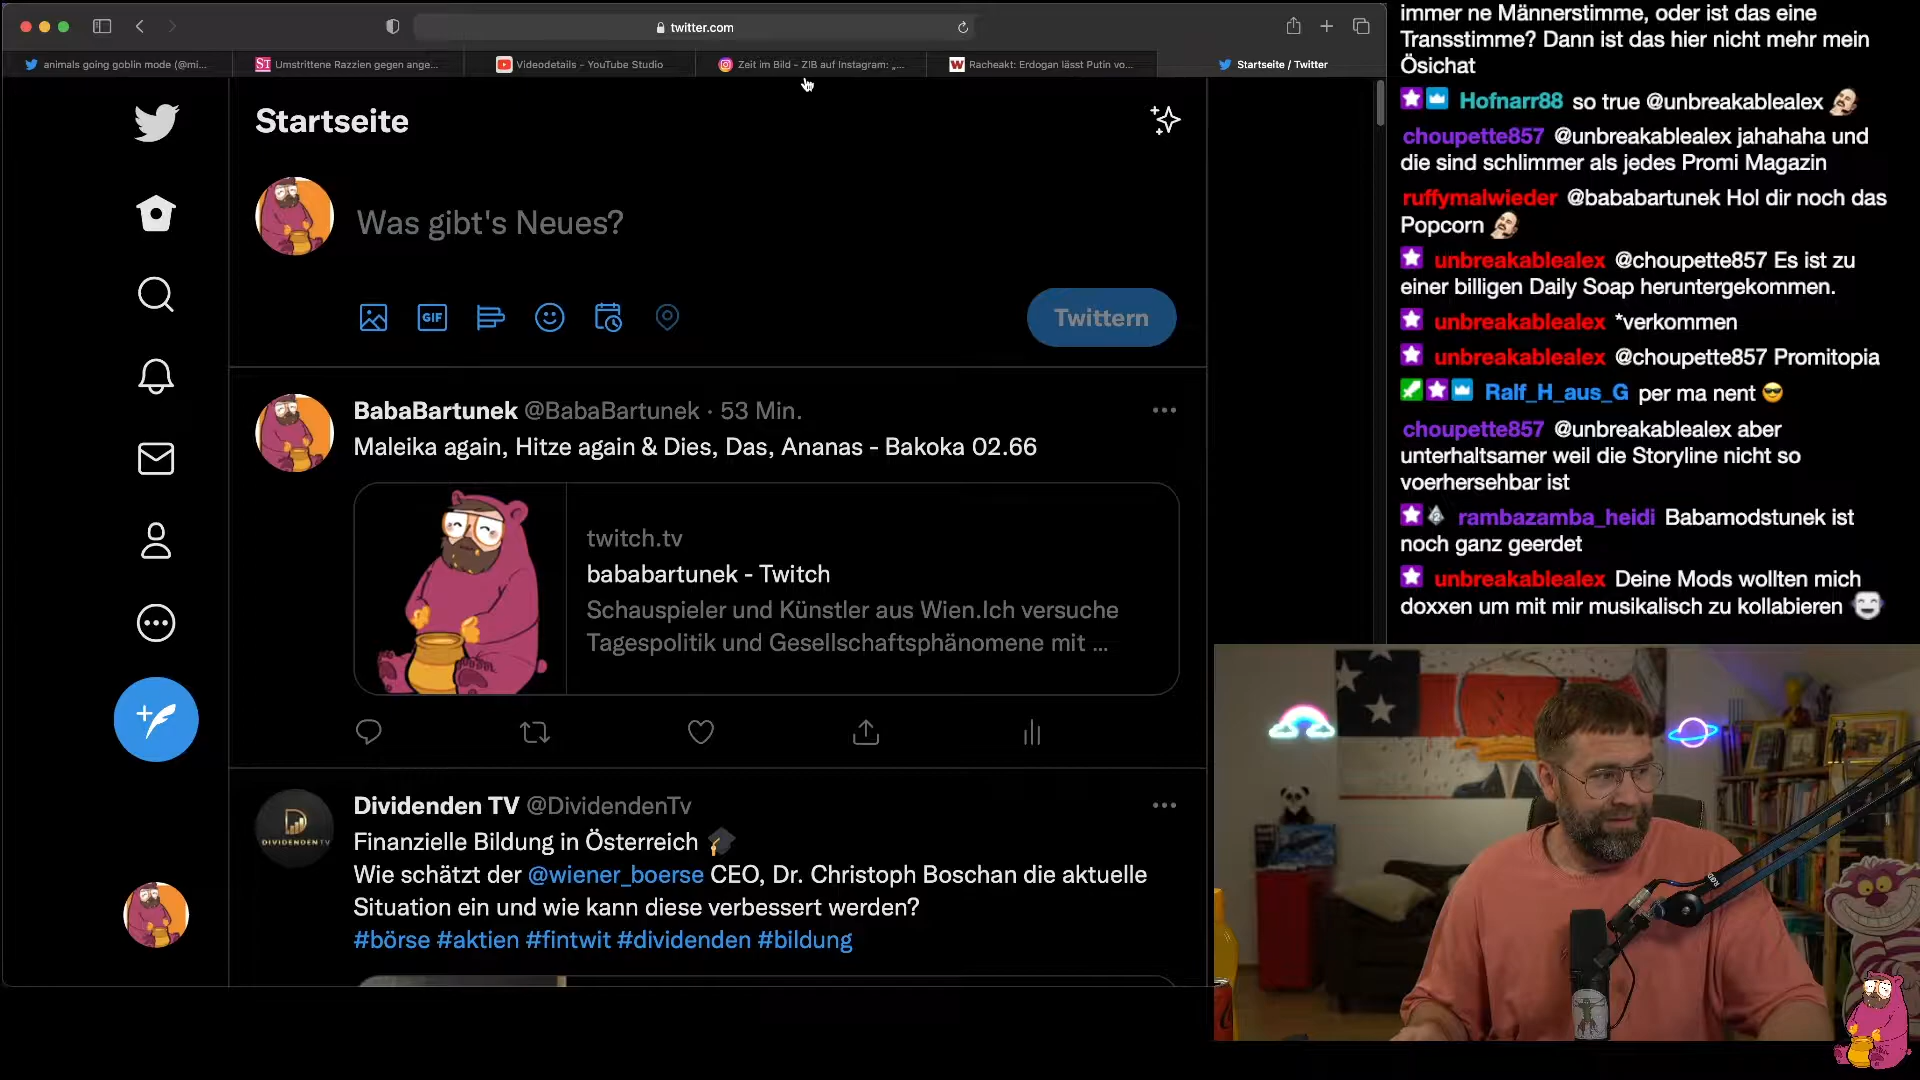 twitter.com
animals going goblin mode (@mi...
ST Umstrittene Razzien gegen ange...
Videodetails - YouTube Studio
Zeit im Bild - ZIB auf Instagram: „...
W Racheakt: Erdogan lässt Putin vo...
Startseite / Twitter
Startseite
Was gibt's Neues?
GIF
Twittern
BabaBartunek @BabaBartunek · 53 Min.
Maleika again, Hitze again & Dies, Das, Ananas - Bakoka 02.66
twitch.tv
bababartunek - Twitch
Schauspieler und Künstler aus Wien.Ich versuche
Tagespolitik und Gesellschaftsphänomene mit ...
Dividenden TV @DividendenTv
DIVIDENDENTV
Finanzielle Bildung in Österreich
Wie schätzt der @wiener_boerse CEO, Dr. Christoph Boschan die aktuelle
Situation ein und wie kann diese verbessert werden?
#börse #aktien #fintwit #dividenden #bildung
immer ne Männerstimme, oder ist das eine
Transstimme? Dann ist das hier nicht mehr mein
Ösichat
Hofnarr88 so true @unbreakablealex
choupette857 @unbreakablealex jahahaha und
die sind schlimmer als jedes Promi Magazin
ruffymalwieder @bababartunek Hol dir noch das
Popcorn
unbreakablealex @choupette857 Es ist zu
einer billigen Daily Soap heruntergekommen.
unbreakablealex *verkommen
unbreakablealex @choupette857 Promitopia
Ralf_H_aus_G per ma nent 😎
choupette857 @unbreakablealex aber
unterhaltsamer weil die Storyline nicht so
voerhersehbar ist
2 rambazamba_heidi Babamodstunek ist
noch ganz geerdet
unbreakablealex Deine Mods wollten mich
doxxen um mit mir musikalisch zu kollabieren
RØDE